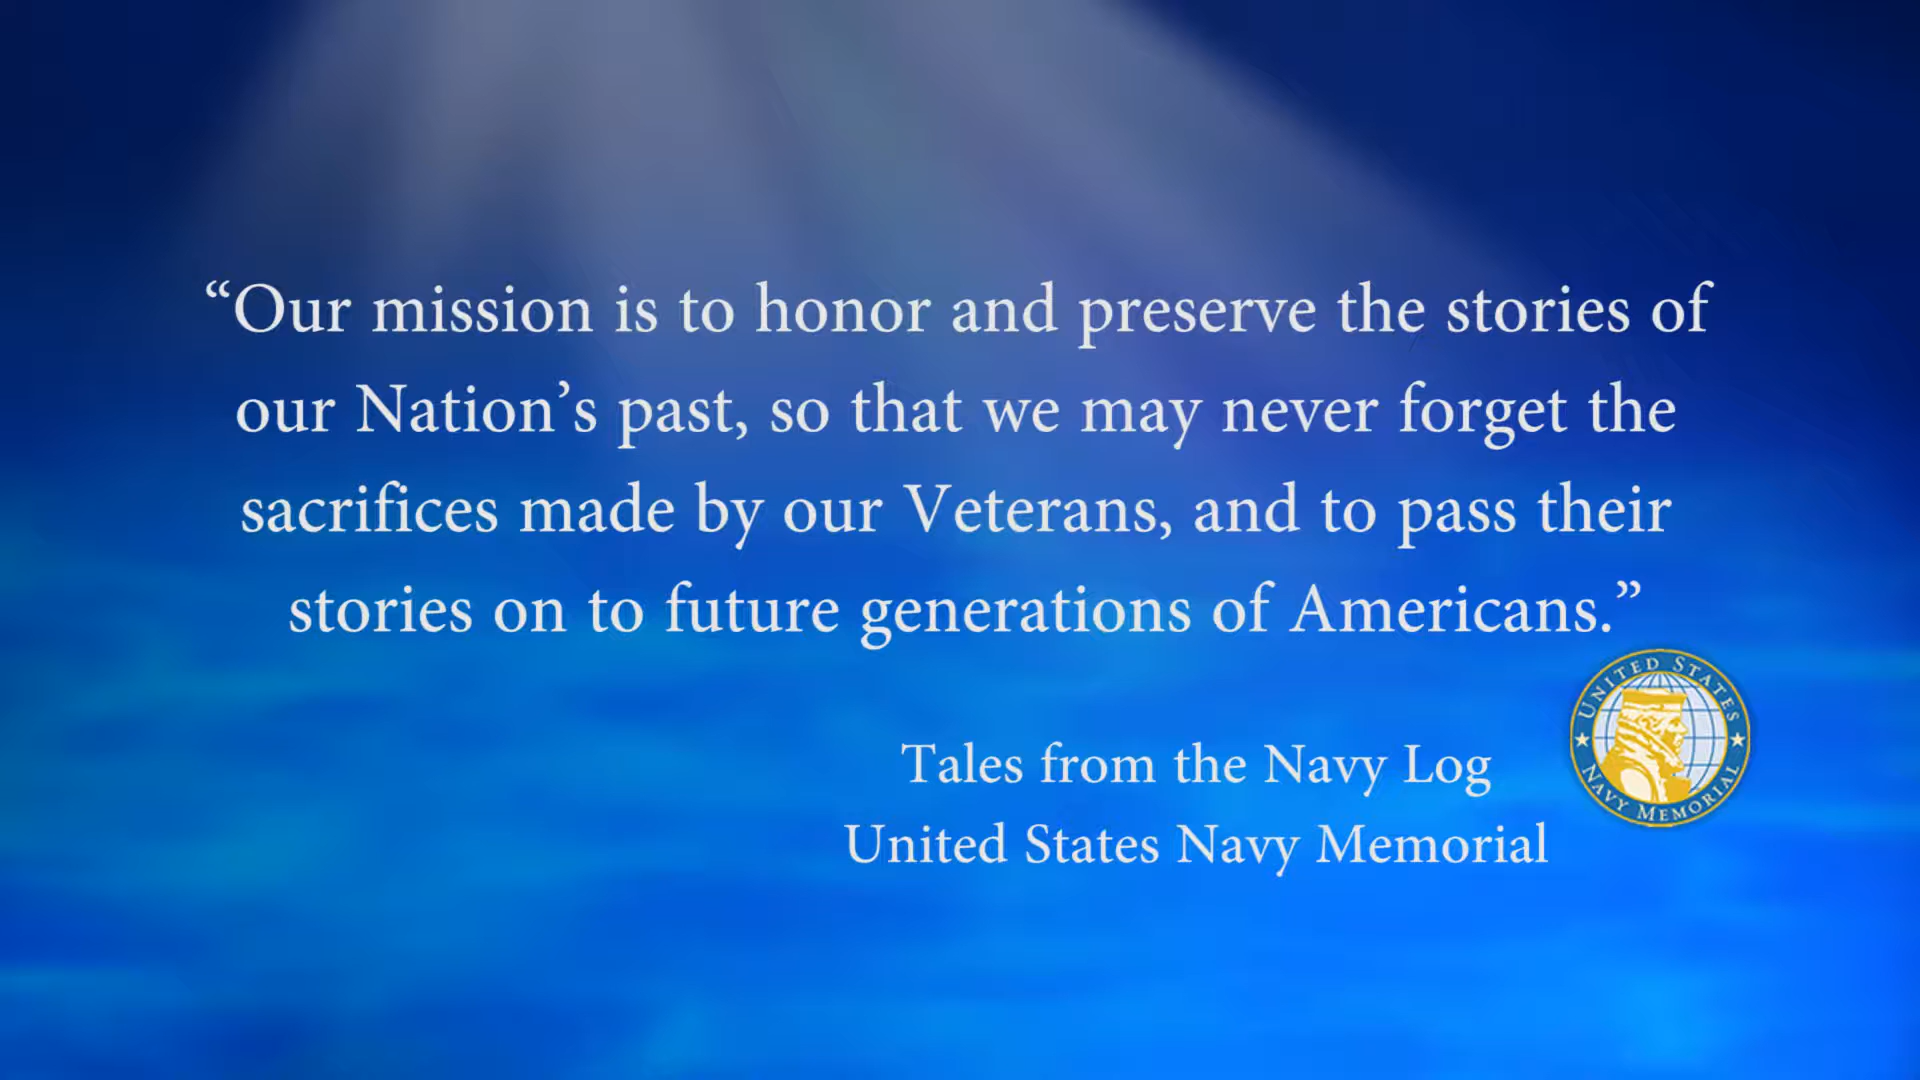 “Our mission is to honor and preserve the stories of
our Nation’s past, so that we may never forget the
sacrifices made by our Veterans, and to pass their
stories on to future generations of Americans.”
Tales from the Navy Log
United States Navy Memorial
UNITED STATES
NAVY MEMORIAL